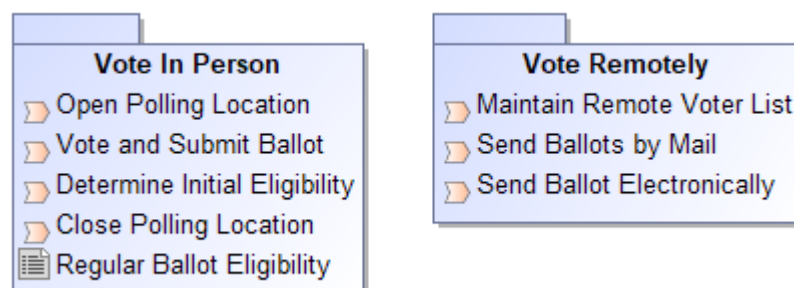 Vote In Person
Open Polling Location
Vote and Submit Ballot
Determine Initial Eligibility
Close Polling Location
Regular Ballot Eligibility
Vote Remotely
Maintain Remote Voter List
Send Ballots by Mail
Send Ballot Electronically